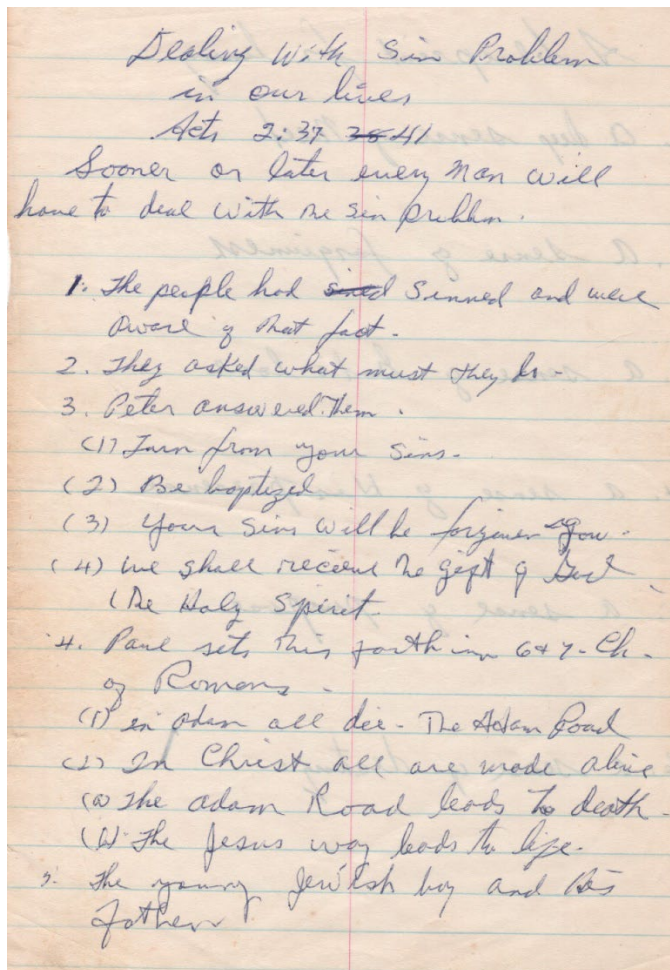 Dealing With Sin Problem
in our lives
Acts 2:37 38 41
Sooner or later every man will
have to deal with the sin problem.
1. The people had sined Sinned and were
aware of that fact.
2. They asked what must they do-
3. Peter answered them.
(1) Turn from your sins.
(2) Be baptized
(3) Your sins will be forgiven you.
(4) we shall receive the gift of God
(The Holy Spirit.
4. Paul sets this forth in 6 & 7- Ch-
of Romans-
(1) in Adam all die - The Adam Road
(2) In Christ all are made alive
(a) The Adam Road leads to death-
(b) The Jesus way leads to life.
5. The young Jewish boy and His
father